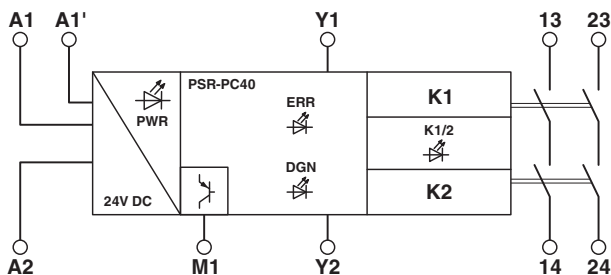 A1 A1' Y1 13 23
PSR-PC40
PWR
ERR
K1
K1/2
DGN
24V DC
K2
A2 M1 Y2 14 24